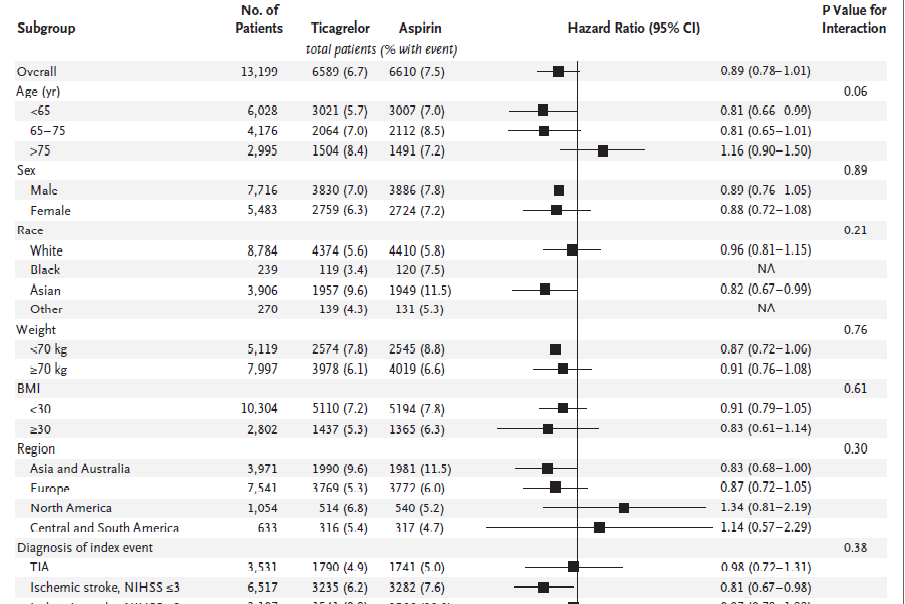 No. of P Value for
Subgroup Patients Ticagrelor Aspirin Hazard Ratio (95% CI) Interaction
total patients (% with event)
Overall 13,199 6589 (6.7) 6610 (7.5) 0.89 (0.78–1.01)
Age (yr) 0.06
<65 6,028 3021 (5.7) 3007 (7.0) 0.81 (0.66–0.99)
65–75 4,176 2064 (7.0) 2112 (8.5) 0.81 (0.65–1.01)
>75 2,995 1504 (8.4) 1491 (7.2) 1.16 (0.90–1.50)
Sex 0.89
Male 7,716 3830 (7.0) 3886 (7.8) 0.89 (0.76–1.05)
Female 5,483 2759 (6.3) 2724 (7.2) 0.88 (0.72–1.08)
Race 0.21
White 8,784 4374 (5.6) 4410 (5.8) 0.96 (0.81–1.15)
Black 239 119 (3.4) 120 (7.5) NA
Asian 3,906 1957 (9.6) 1949 (11.5) 0.82 (0.67–0.99)
Other 270 139 (4.3) 131 (5.3) NA
Weight 0.76
<70 kg 5,119 2574 (7.8) 2545 (8.8) 0.87 (0.72–1.06)
≥70 kg 7,997 3978 (6.1) 4019 (6.6) 0.91 (0.76–1.08)
BMI 0.61
<30 10,304 5110 (7.2) 5194 (7.8) 0.91 (0.79–1.05)
≥30 2,802 1437 (5.3) 1365 (6.3) 0.83 (0.61–1.14)
Region 0.30
Asia and Australia 3,971 1990 (9.6) 1981 (11.5) 0.83 (0.68–1.00)
Europe 7,541 3769 (5.3) 3772 (6.0) 0.87 (0.72–1.05)
North America 1,054 514 (6.8) 540 (5.2) 1.34 (0.81–2.19)
Central and South America 633 316 (5.4) 317 (4.7) 1.14 (0.57–2.29)
Diagnosis of index event 0.38
TIA 3,531 1790 (4.9) 1741 (5.0) 0.98 (0.72–1.31)
Ischemic stroke, NIHSS ≤3 6,517 3235 (6.2) 3282 (7.6) 0.81 (0.67–0.98)